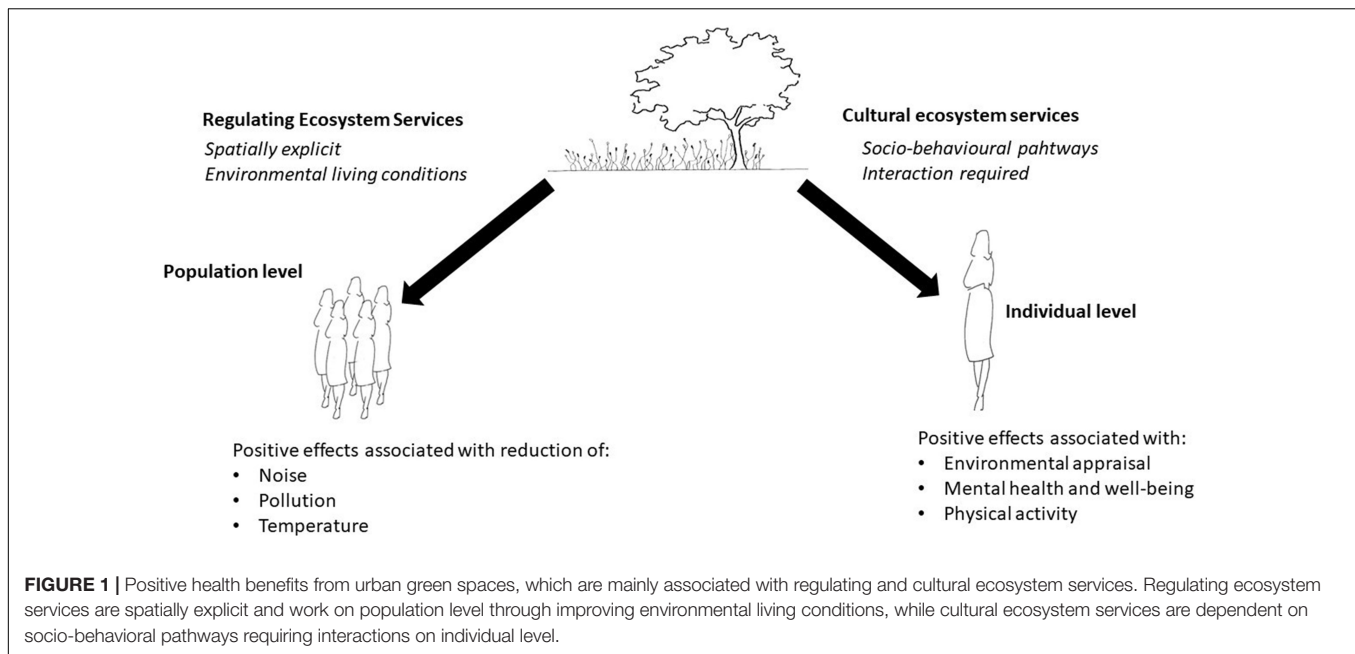 Regulating Ecosystem Services
Spatially explicit
Environmental living conditions
Cultural ecosystem services
Socio-behavioural pahtways
Interaction required
Population level
Individual level
Positive effects associated with reduction of:
• Noise
• Pollution
• Temperature
Positive effects associated with:
• Environmental appraisal
• Mental health and well-being
• Physical activity
FIGURE 1 | Positive health benefits from urban green spaces, which are mainly associated with regulating and cultural ecosystem services. Regulating ecosystem
services are spatially explicit and work on population level through improving environmental living conditions, while cultural ecosystem services are dependent on
socio-behavioral pathways requiring interactions on individual level.